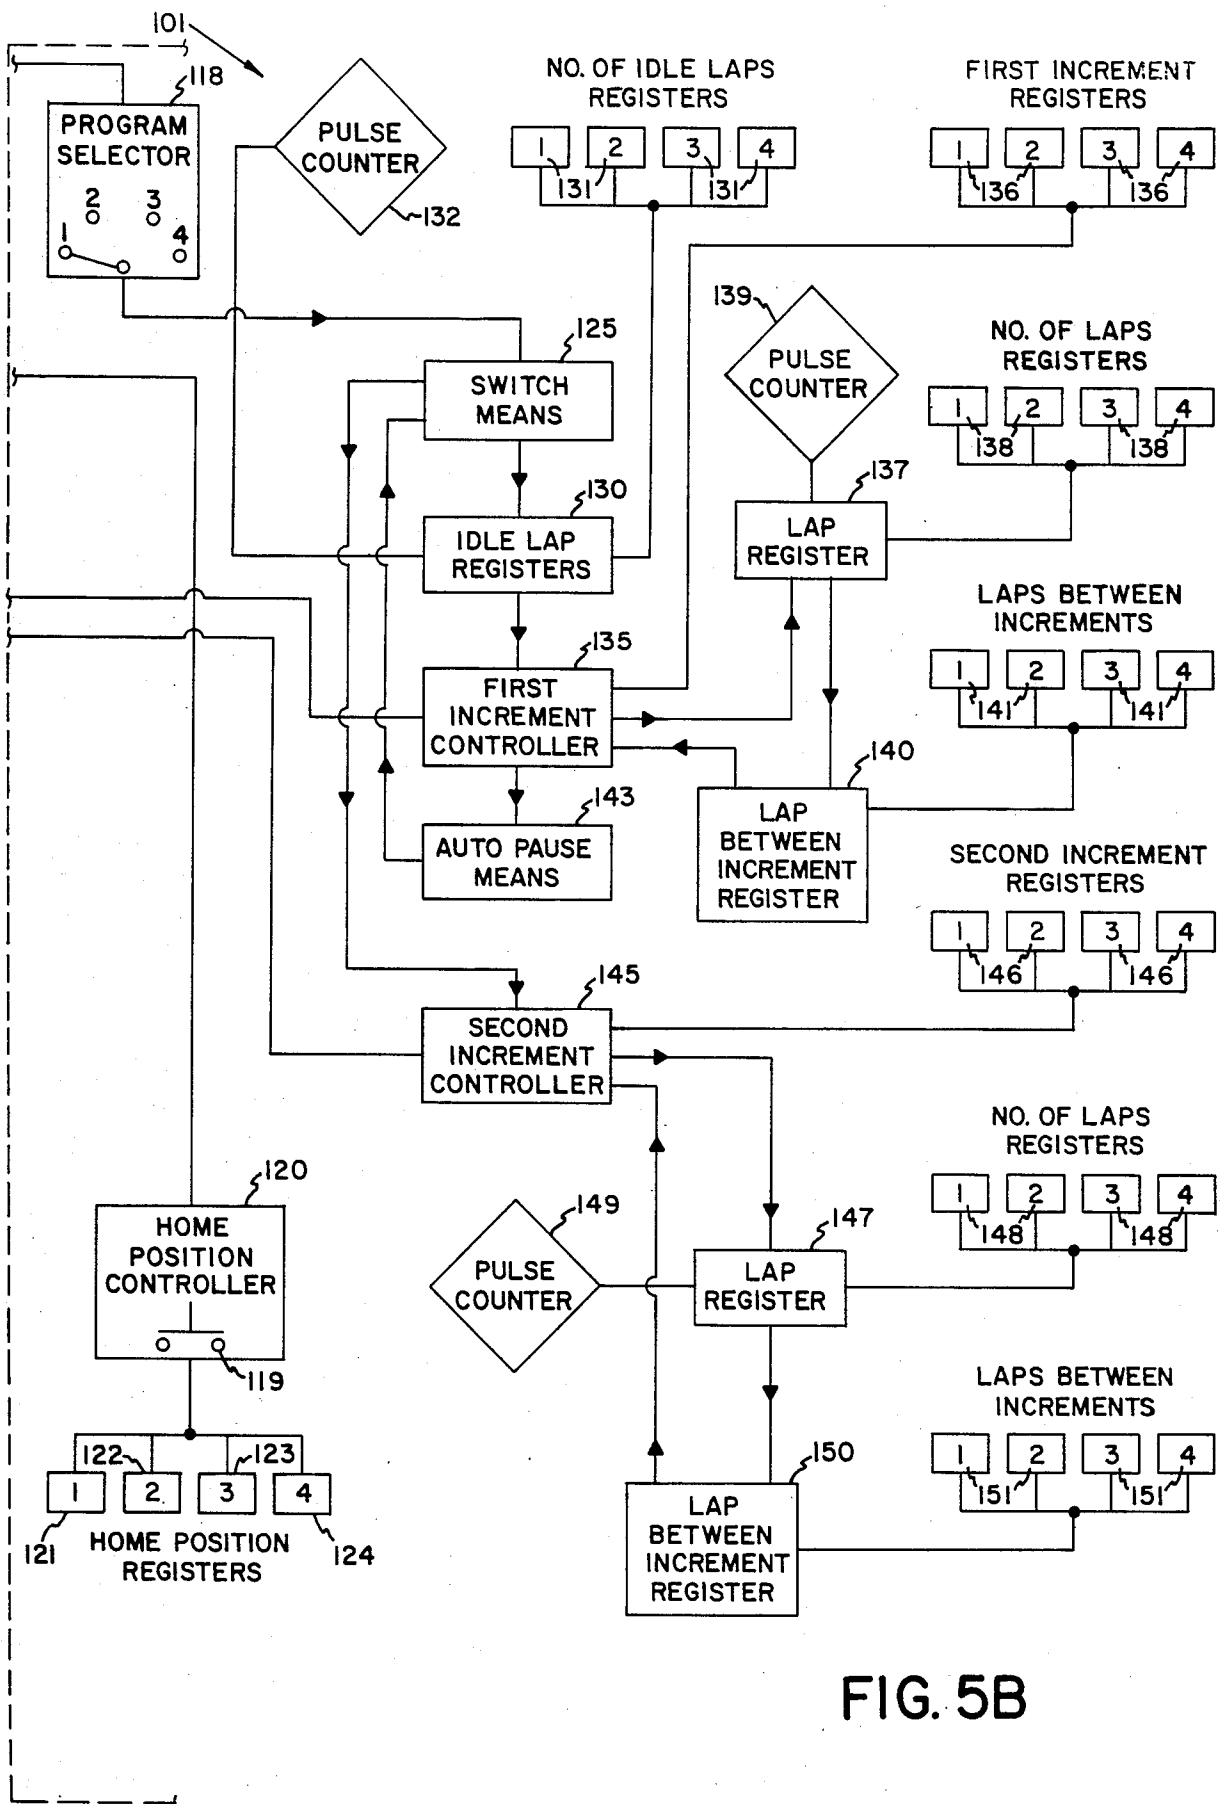 101
118
PROGRAM
SELECTOR
2 3
1 4
PULSE
COUNTER
132
NO. OF IDLE LAPS
REGISTERS
1 2 3 4
131 131
FIRST INCREMENT
REGISTERS
1 2 3 4
136 136
125
SWITCH
MEANS
139
PULSE
COUNTER
NO. OF LAPS
REGISTERS
1 2 3 4
138 138
130
IDLE LAP
REGISTERS
137
LAP
REGISTER
LAPS BETWEEN
INCREMENTS
1 2 3 4
141 141
135
FIRST
INCREMENT
CONTROLLER
140
LAP
BETWEEN
INCREMENT
REGISTER
143
AUTO PAUSE
MEANS
SECOND INCREMENT
REGISTERS
1 2 3 4
146 146
145
SECOND
INCREMENT
CONTROLLER
NO. OF LAPS
REGISTERS
1 2 3 4
148 148
120
HOME
POSITION
CONTROLLER
119
149
PULSE
COUNTER
147
LAP
REGISTER
LAPS BETWEEN
INCREMENTS
1 2 3 4
151 151
122 123
1 2 3 4
121 124
HOME POSITION
REGISTERS
150
LAP
BETWEEN
INCREMENT
REGISTER
FIG. 5B